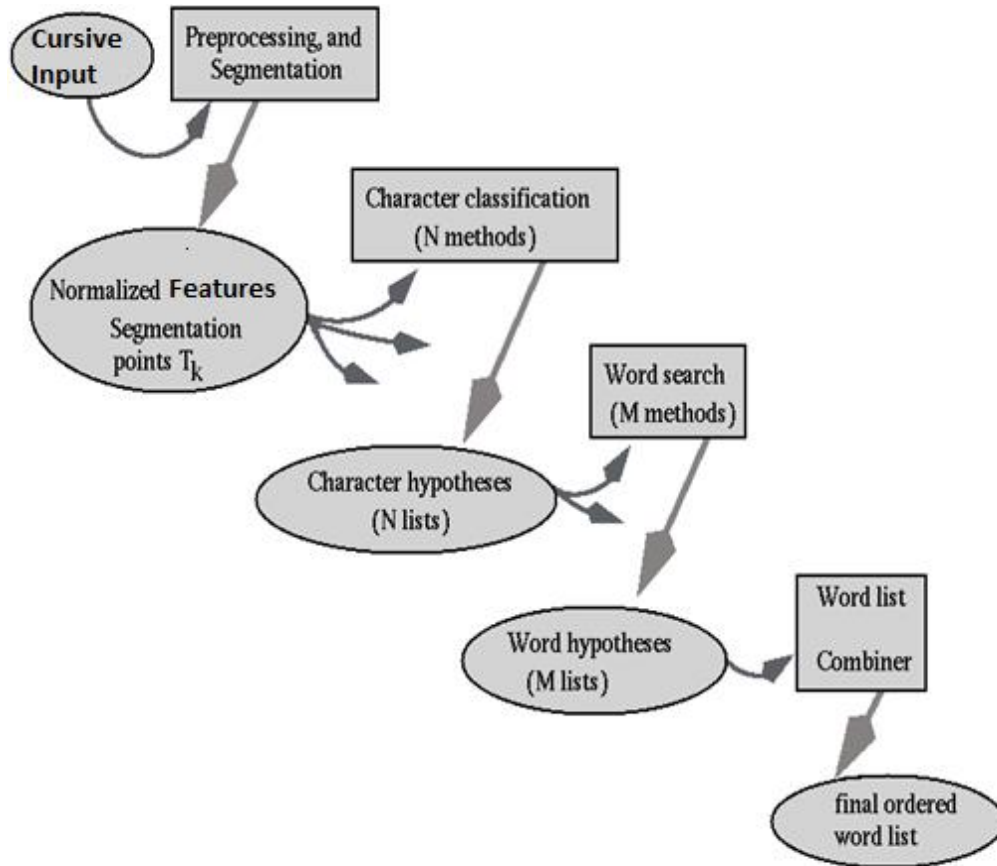 Cursive
Input
Preprocessing, and
Segmentation
Character classification
(N methods)
Normalized Features
Segmentation
points Tk
Word search
(M methods)
Character hypotheses
(N lists)
Word list
Combiner
Word hypotheses
(M lists)
final ordered
word list